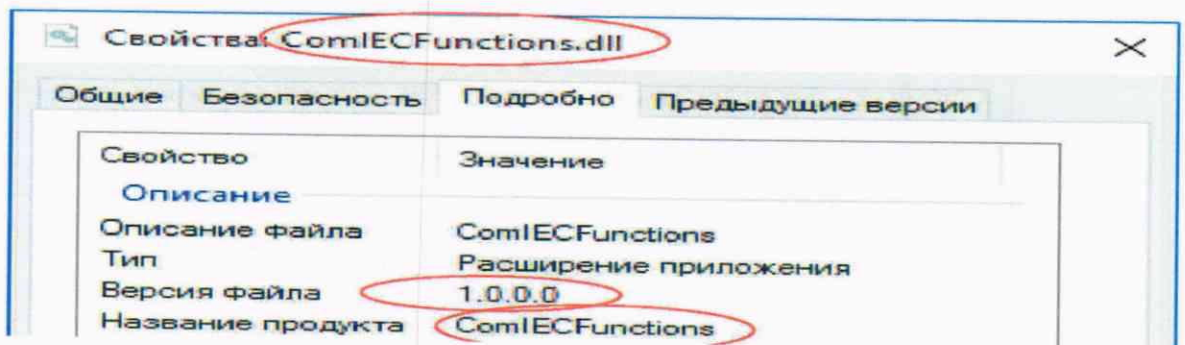 Свойства: ComIECFunctions.dll
Общие Безопасность Подробно Предыдущие версии
Свойство Значение
Описание
Описание файла ComIECFunctions
Тип Расширение приложения
Версия файла 1.0.0.0
Название продукта ComIECFunctions